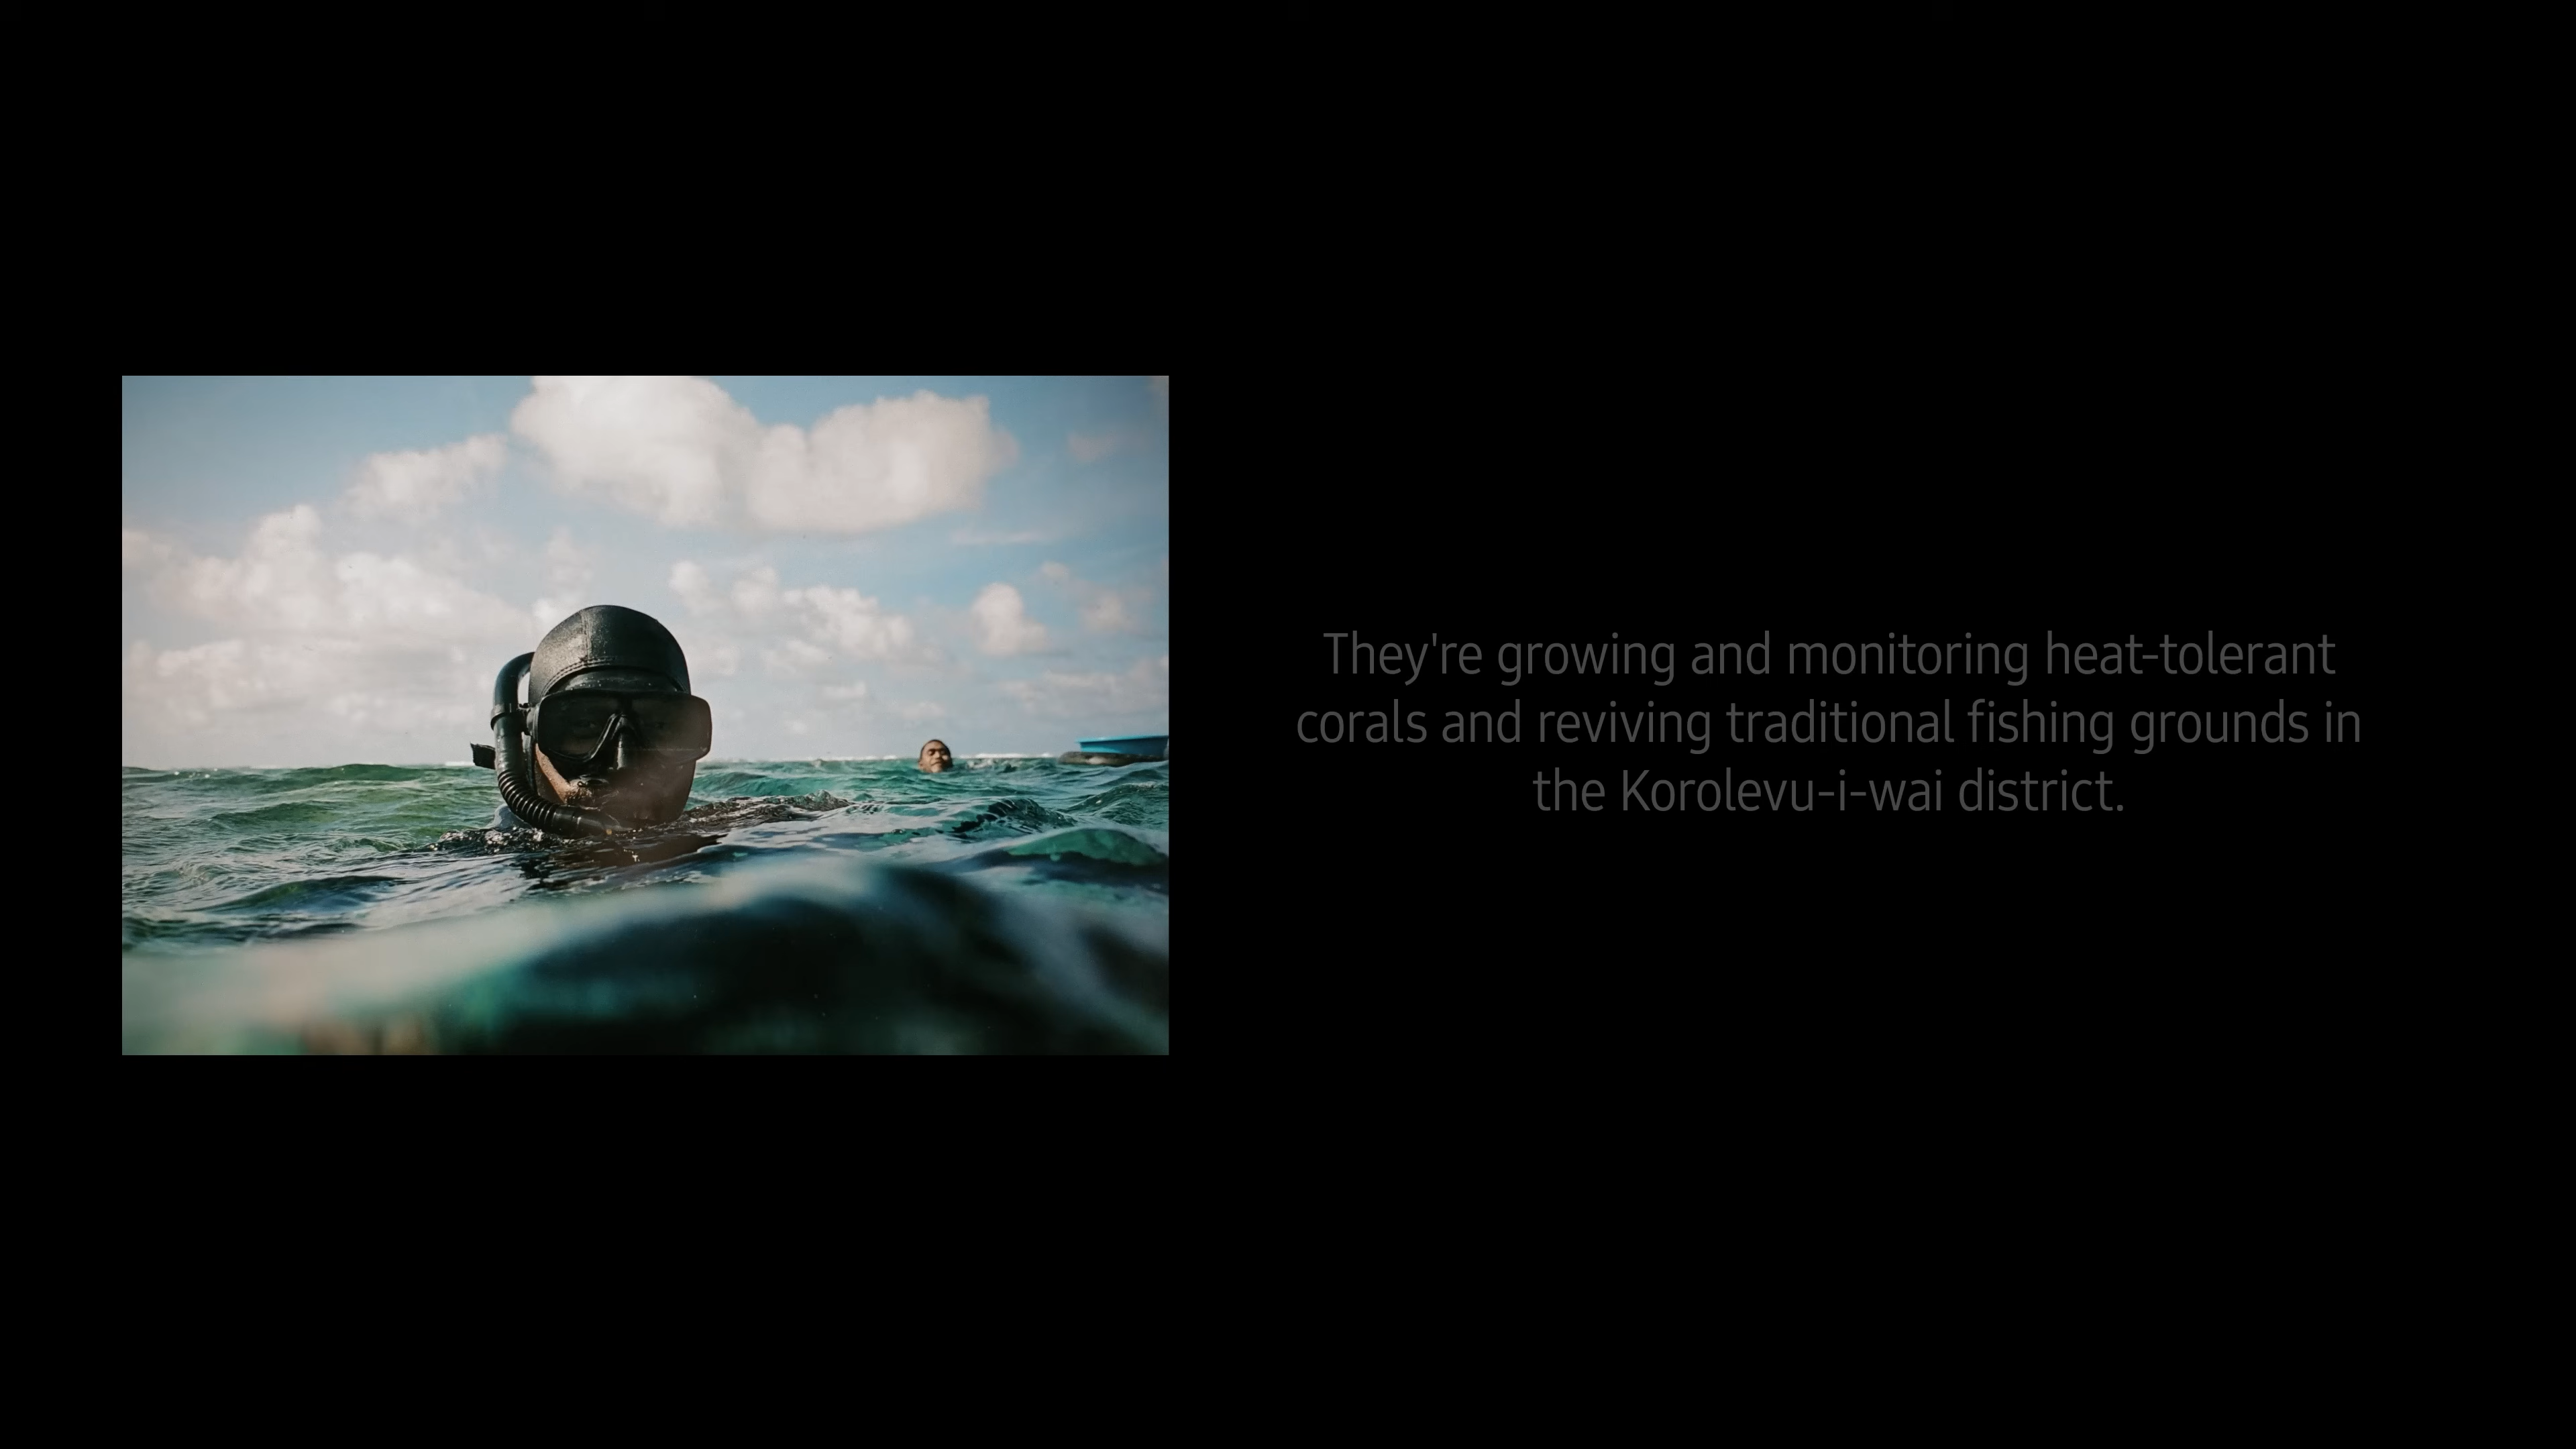 They're growing and monitoring heat-tolerant
corals and reviving traditional fishing grounds in
the Korolevu-i-wai district.